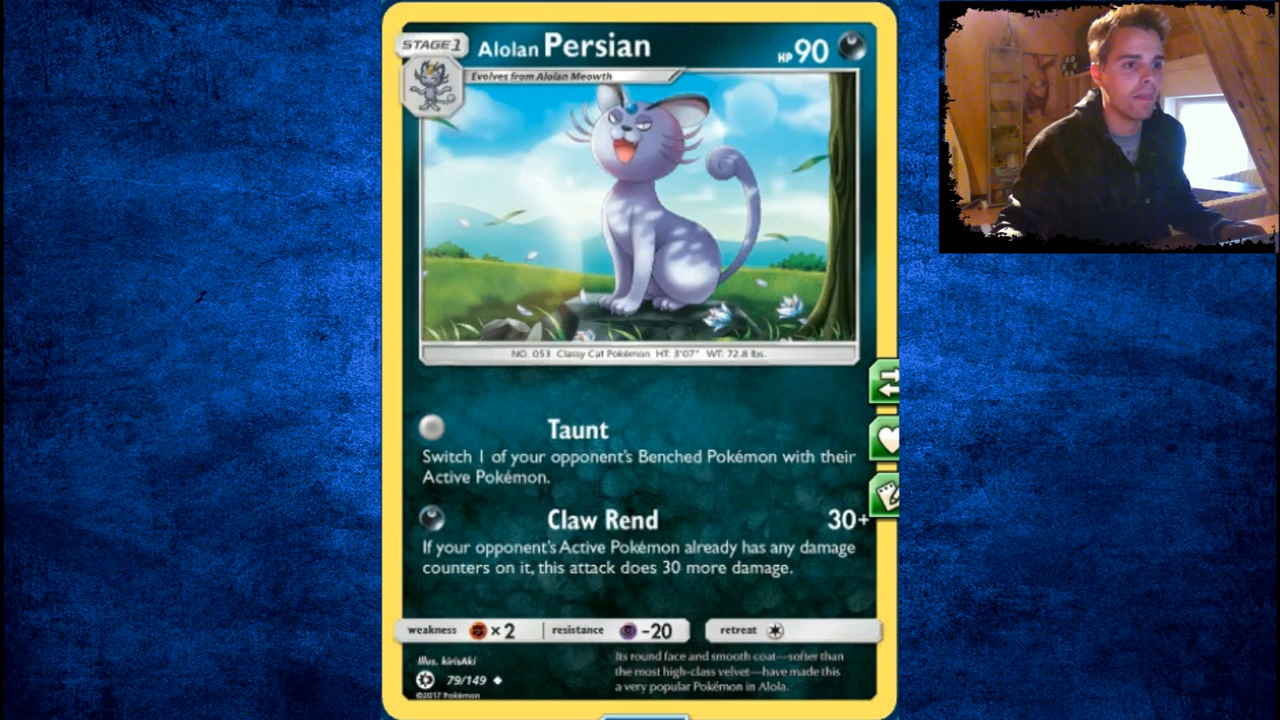 STAGE 1 Alolan Persian HP 90
Evolves from Alolan Meowth
NO. 053 Classy Cat Pokémon HT: 3'07" WT: 72.8 lbs.
Taunt
Switch 1 of your opponent's Benched Pokémon with their
Active Pokémon.
Claw Rend 30+
If your opponent's Active Pokémon already has any damage
counters on it, this attack does 30 more damage.
weakness ×2 resistance -20 retreat
Illus. kirisAki
79/149
©2017 Pokémon
Its round face and smooth coat—softer than
the most high-class velvet—have made this
a very popular Pokémon in Alola.